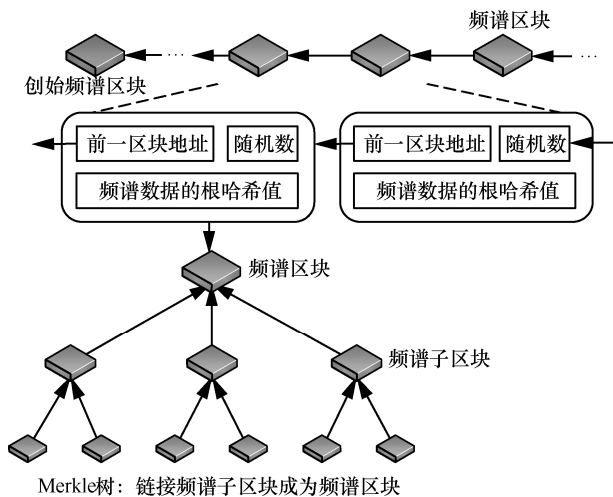 频谱区块
···
···
创始频谱区块
前一区块地址
随机数
前一区块地址
随机数
频谱数据的根哈希值
频谱数据的根哈希值
频谱区块
频谱子区块
Merkle树：链接频谱子区块成为频谱区块